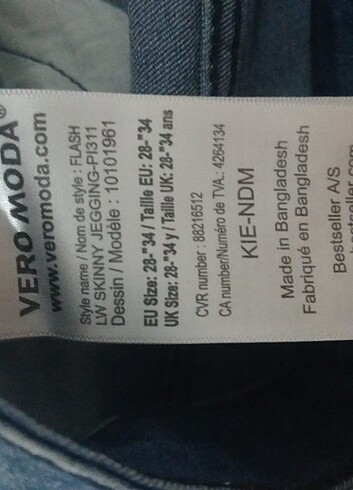 VERO MODA®
www.veromoda.com
Style name / Nom de style : FLASH
LW SKINNY JEGGING-PI311
Dessin / Modèle : 10101961
EU Size: 28-"34 / Taille EU: 28-"34
UK Size: 28-"34 y / Taille UK: 28-"34 ans
CVR number : 88216512
CA number/Numéro de TVA.: 4264134
KIE-NDM
Made in Bangladesh
Fabriqué en Bangladesh
Bestseller A/S